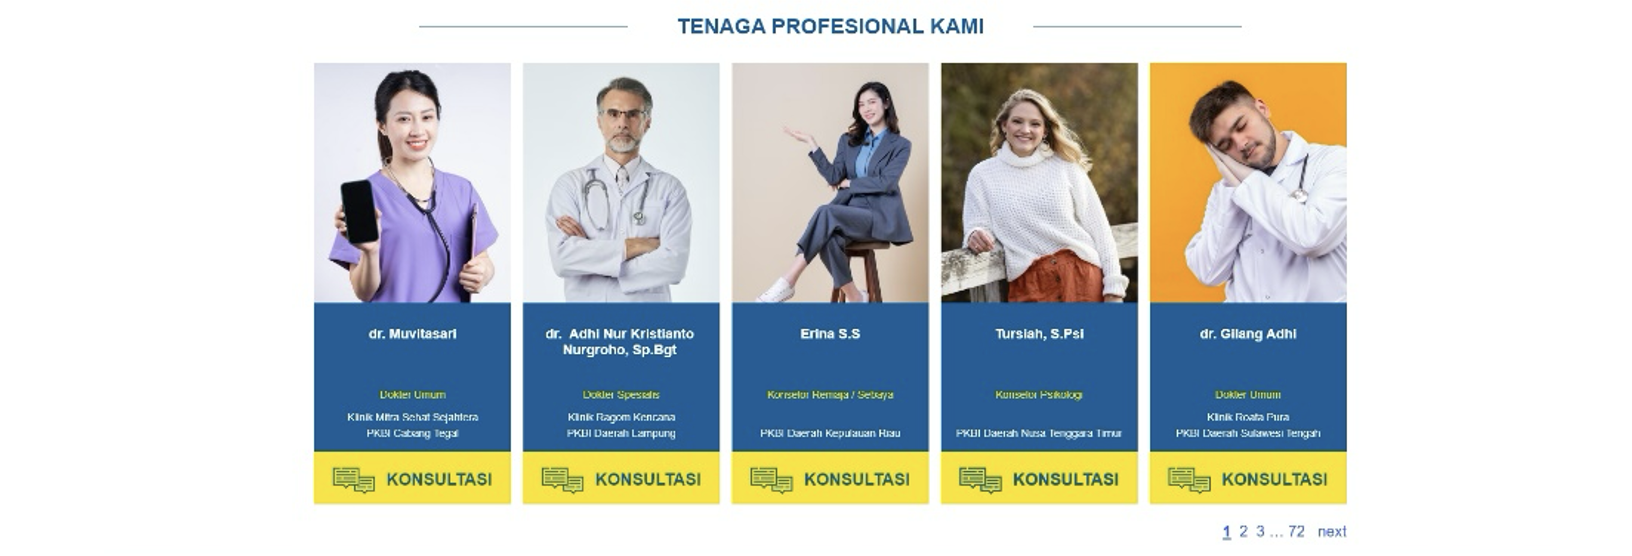 TENAGA PROFESIONAL KAMI
dr. Muvitasari
Dokter Umum
Klinik Mitra Sehat Sejahtera
PKBI Cabang Tegal
KONSULTASI
dr. Adhi Nur Kristianto
Nurgroho, Sp.Bgt
Dokter Spesialis
Klinik Ragom Kencana
PKBI Daerah Lampung
KONSULTASI
Erina S.S
Konselor Remaja / Sebaya
PKBI Daerah Kepulauan Riau
KONSULTASI
Tursiah, S.Psi
Konselor Psikologi
PKBI Daerah Nusa Tenggara Timur
KONSULTASI
dr. Gilang Adhi
Dokter Umum
Klinik Roata Pura
PKBI Daerah Sulawesi Tengah
KONSULTASI
1 2 3 ... 72 next